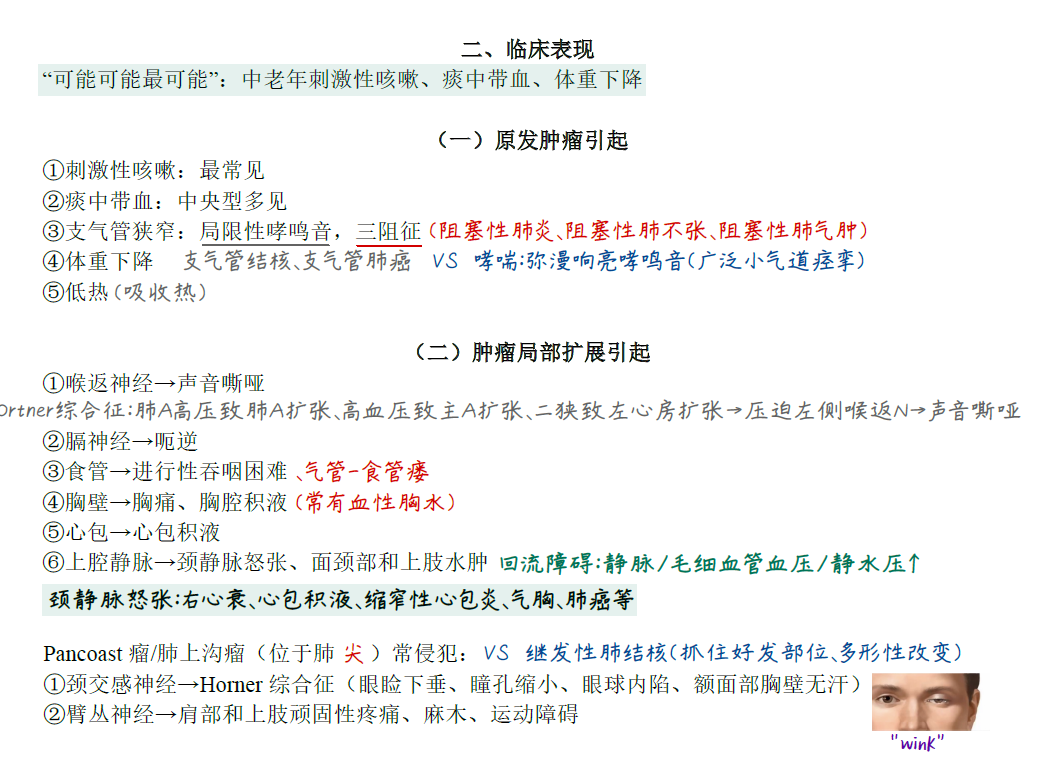 二、临床表现
“可能可能最可能”：中老年刺激性咳嗽、痰中带血、体重下降
（一）原发肿瘤引起
①刺激性咳嗽：最常见
②痰中带血：中央型多见
③支气管狭窄：局限性哮鸣音，三阻征(阻塞性肺炎、阻塞性肺不张、阻塞性肺气肿)
④体重下降 支气管结核、支气管肺癌 VS 哮喘:弥漫响亮哮鸣音(广泛小气道痉挛)
⑤低热(吸收热)
（二）肿瘤局部扩展引起
①喉返神经→声音嘶哑
Ortner综合征:肺A高压致肺A扩张、高血压致主A扩张、二狭致左心房扩张→压迫左侧喉返N→声音嘶哑
②膈神经→呃逆
③食管→进行性吞咽困难、气管-食管瘘
④胸壁→胸痛、胸腔积液(常有血性胸水)
⑤心包→心包积液
⑥上腔静脉→颈静脉怒张、面颈部和上肢水肿 回流障碍:静脉/毛细血管血压/静水压↑
颈静脉怒张:右心衰、心包积液、缩窄性心包炎、气胸、肺癌等
Pancoast 瘤/肺上沟瘤（位于肺 尖 ）常侵犯：VS 继发性肺结核(抓住好发部位、多形性改变)
①颈交感神经→Horner 综合征（眼睑下垂、瞳孔缩小、眼球内陷、额面部胸壁无汗）
②臂丛神经→肩部和上肢顽固性疼痛、麻木、运动障碍
"wink"